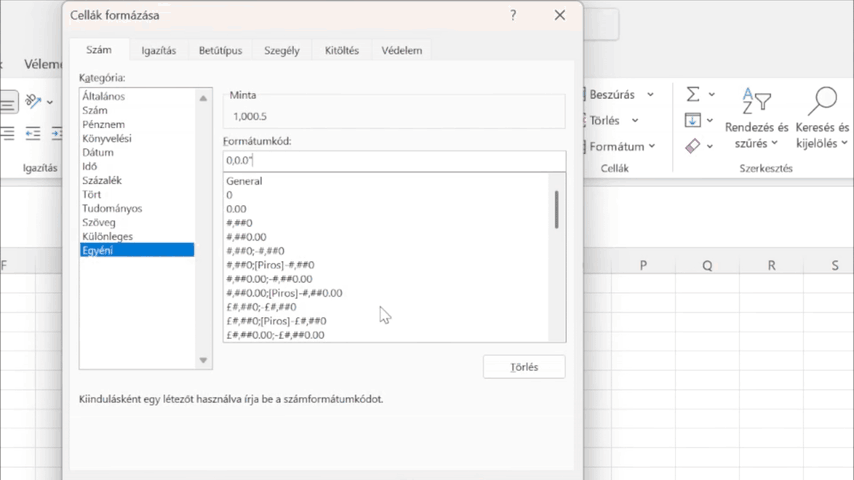 Cellák formázása
?
Szám
Igazítás
Betűtípus
Szegély
Kitöltés
Védelem
Kategória:
Általános
Szám
Pénznem
Könyvelési
Dátum
Idő
Százalék
Tört
Tudományos
Szöveg
Különleges
Egyéni
Minta
1,000.5
Formátumkód:
0,0.0"
General
0
0.00
#,##0
#,##0.00
#,##0;-#,##0
#,##0;[Piros]-#,##0
#,##0.00;-#,##0.00
#,##0.00;[Piros]-#,##0.00
£#,##0;-£#,##0
£#,##0;[Piros]-£#,##0
£#,##0.00;-£#,##0.00
Törlés
Kiindulásként egy létezőt használva írja be a számformátumkódot.
Igazítás
Beszúrás
Törlés
Formátum
Cellák
Rendezés és
szűrés
Keresés és
kijelölés
Szerkesztés
F
P
Q
R
S